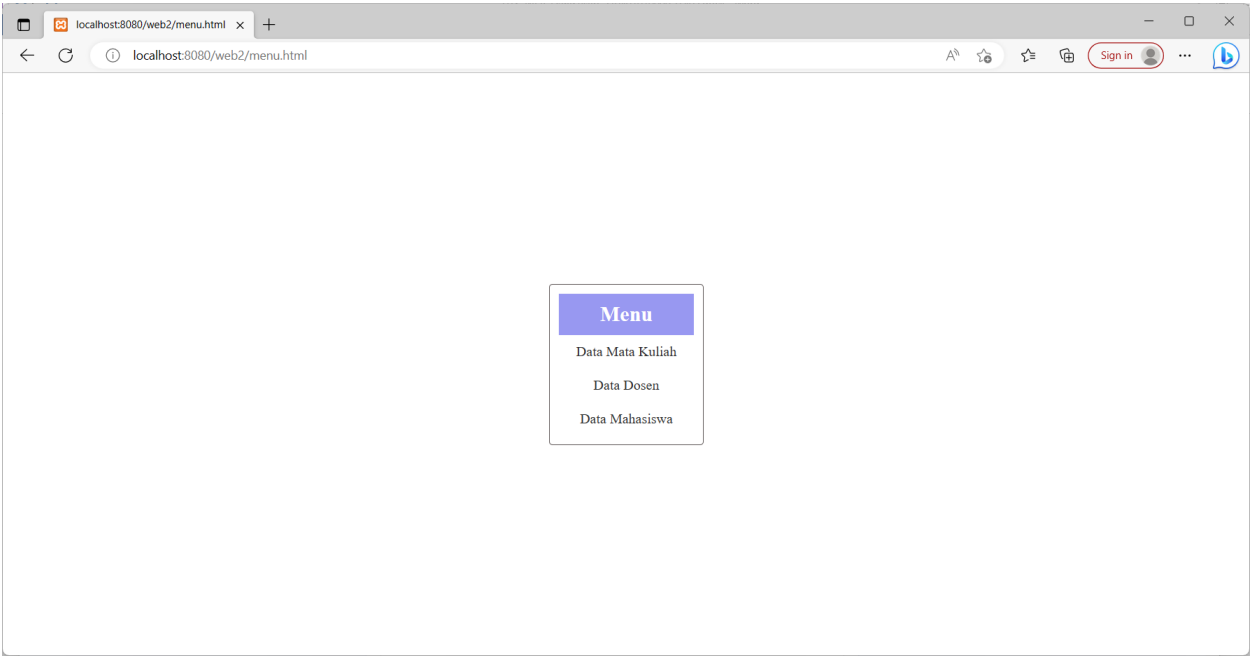 localhost:8080/web2/menu.html
localhost:8080/web2/menu.html
Sign in
Menu
Data Mata Kuliah
Data Dosen
Data Mahasiswa